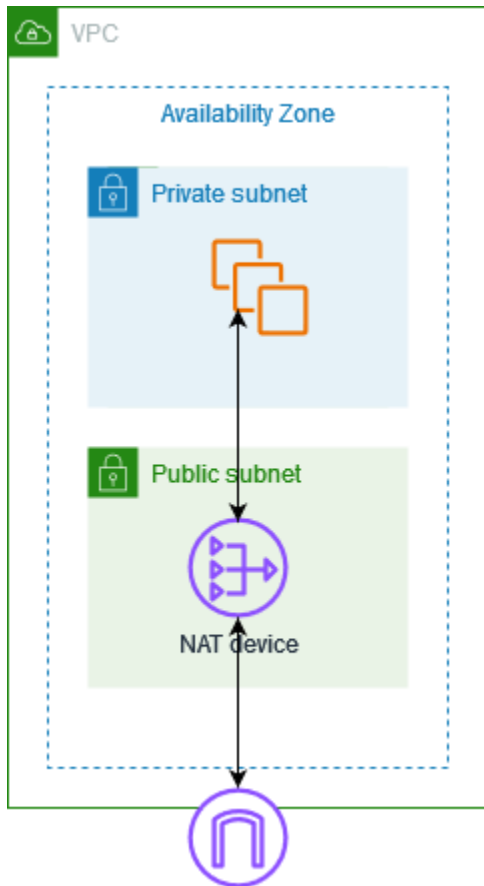 VPC
Availability Zone
Private subnet
Public subnet
NAT device